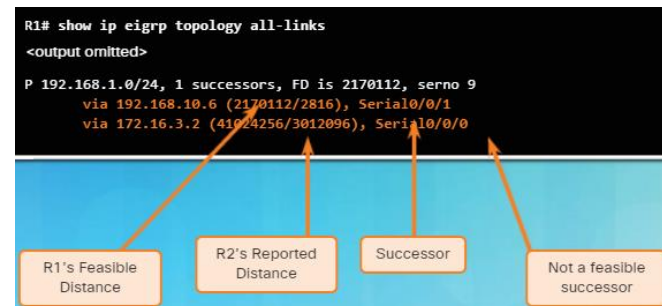 R1# show ip eigrp topology all-links
<output omitted>
P 192.168.1.0/24, 1 successors, FD is 2170112, serno 9
via 192.168.10.6 (2170112/2816), Serial0/0/1
via 172.16.3.2 (41024256/3012096), Serial0/0/0
R1's Feasible
Distance
R2's Reported
Distance
Successor
Not a feasible
successor